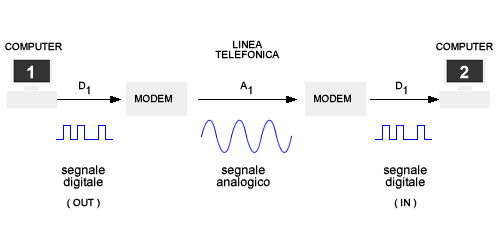 COMPUTER
LINEA
TELEFONICA
COMPUTER
1
2
D1
MODEM
A1
MODEM
D1
segnale
digitale
( OUT )
segnale
analogico
segnale
digitale
( IN )